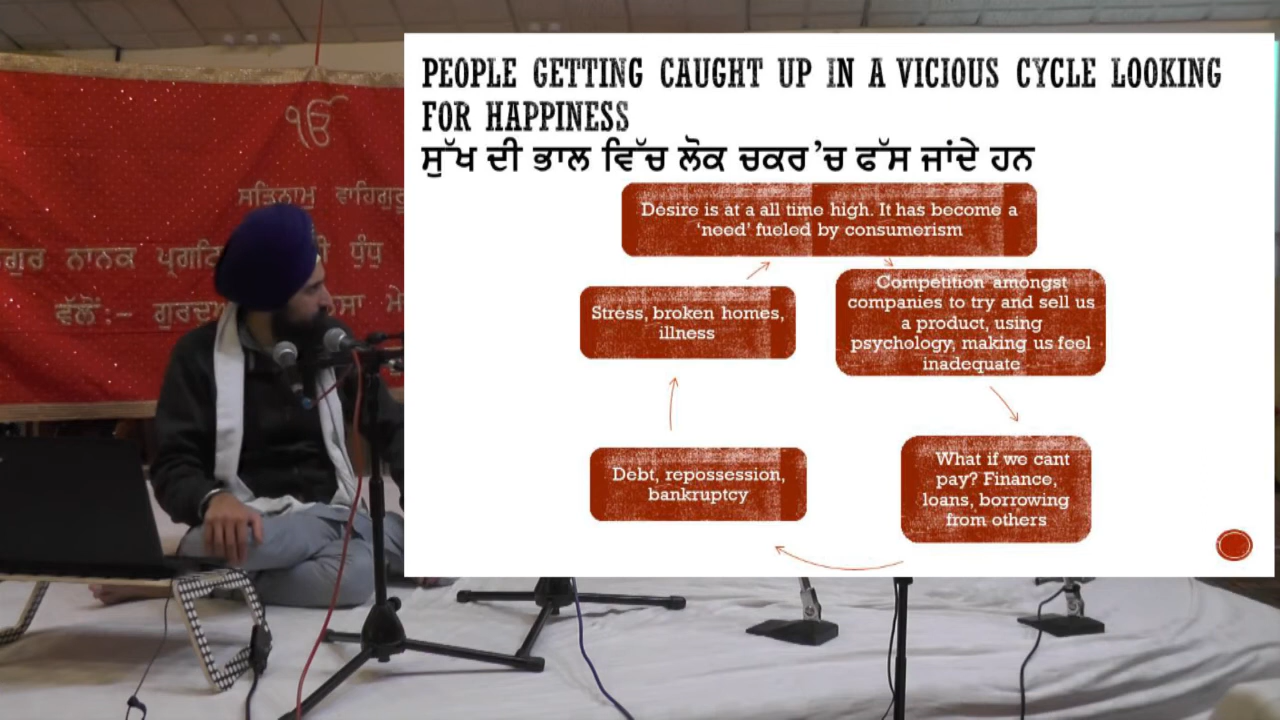 ੴ
ਸਤਿਨਾਮੁ ਵਾਹਿਗੁਰੂ
ਗੁਰ ਨਾਨਕ ਪ੍ਰਗਟਿ ਧੁੰਧੁ
ਵੱਲੋਂ :-
PEOPLE GETTING CAUGHT UP IN A VICIOUS CYCLE LOOKING
FOR HAPPINESS
ਸੁੱਖ ਦੀ ਭਾਲ ਵਿੱਚ ਲੋਕ ਚਕਰ 'ਚ ਫੱਸ ਜਾਂਦੇ ਹਨ
Desire is at a all time high. It has become a
'need' fueled by consumerism
Competition amongst
companies to try and sell us
a product, using
psychology, making us feel
inadequate
What if we cant
pay? Finance,
loans, borrowing
from others
Debt, repossession,
bankruptcy
Stress, broken homes,
illness